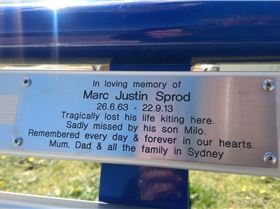 In loving memory of
Marc Justin Sprod
26.6.63 - 22.9.13
Tragically lost his life kiting here.
Sadly missed by his son Milo.
Remembered every day & forever in our hearts.
Mum, Dad & all the family in Sydney